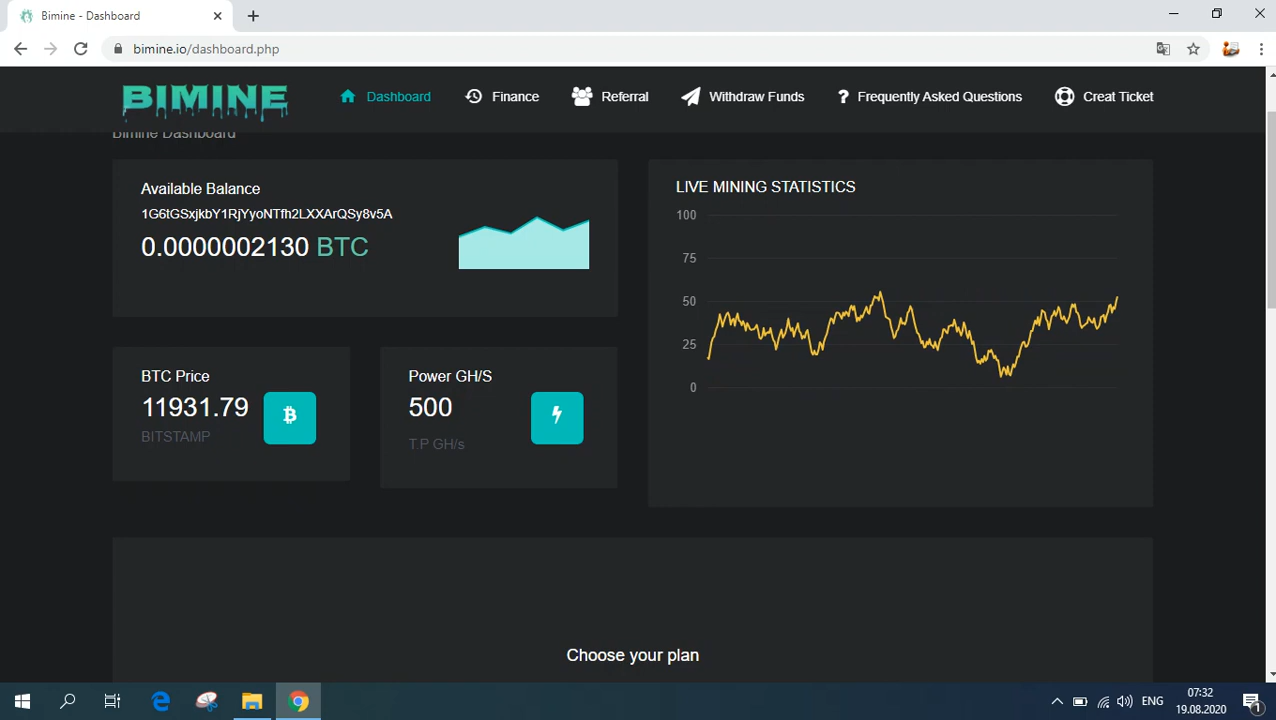 Bimine - Dashboard
bimine.io/dashboard.php
BIMINE
Dashboard
Finance
Referral
Withdraw Funds
Frequently Asked Questions
Creat Ticket
Bimine Dashboard
Available Balance
1G6tGSxjkbY1RjYyoNTfh2LXXArQSy8v5A
0.0000002130 BTC
LIVE MINING STATISTICS
100
75
50
25
0
BTC Price
11931.79
BITSTAMP
Power GH/S
500
T.P GH/s
Choose your plan
ENG
07:32
19.08.2020
1